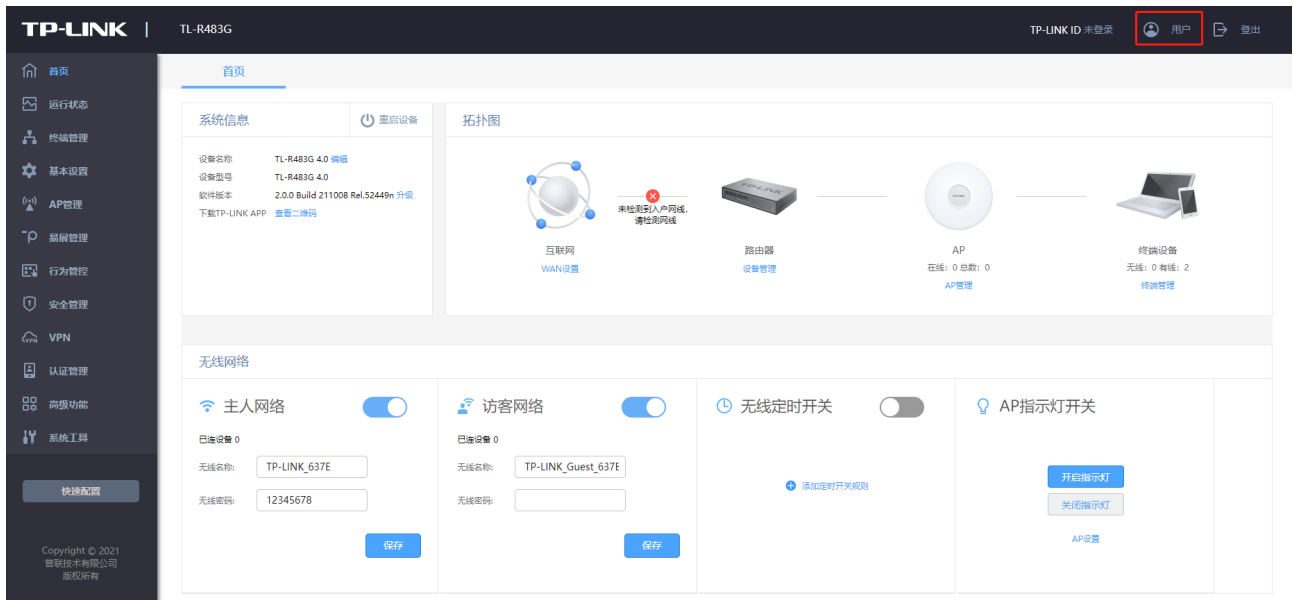 TP-LINK | TL-R483G TP-LINK ID 未登录 用户 登出
首页
运行状态
终端管理
基本设置
AP管理
易展管理
行为管控
安全管理
VPN
认证管理
高级功能
系统工具
快速配置
Copyright © 2021
普联技术有限公司
版权所有
首页
系统信息 重启设备
设备名称 TL-R483G 4.0 编辑
设备型号 TL-R483G 4.0
软件版本 2.0.0 Build 211008 Rel.52449n 升级
下载TP-LINK APP 查看二维码
拓扑图
未检测到入户网线,
请检测网线
互联网
WAN设置
TP-LINK
路由器
设备管理
AP
在线: 0 总数: 0
AP管理
终端设备
无线: 0 有线: 2
终端管理
无线网络
主人网络
已连设备 0
无线名称: TP-LINK_637E
无线密码: 12345678
保存
访客网络
已连设备 0
无线名称: TP-LINK_Guest_637E
无线密码:
保存
无线定时开关
添加定时开关规则
AP指示灯开关
开启指示灯
关闭指示灯
AP设置